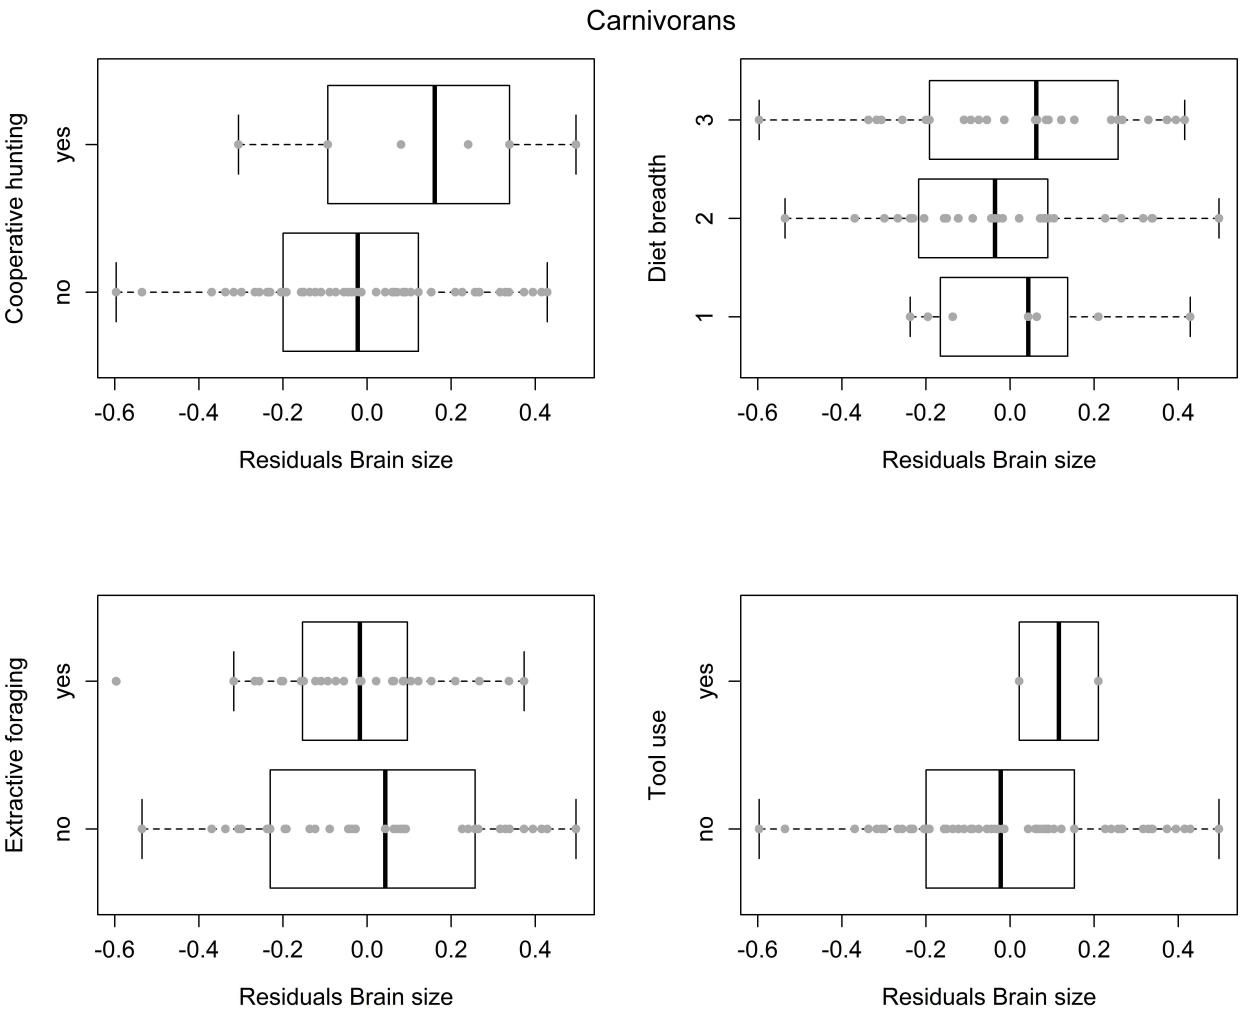 Carnivorans
Cooperative hunting
yes
no
-0.6 -0.4 -0.2 0.0 0.2 0.4
Residuals Brain size
Diet breadth
3
2
1
-0.6 -0.4 -0.2 0.0 0.2 0.4
Residuals Brain size
Extractive foraging
yes
no
-0.6 -0.4 -0.2 0.0 0.2 0.4
Residuals Brain size
Tool use
yes
no
-0.6 -0.4 -0.2 0.0 0.2 0.4
Residuals Brain size